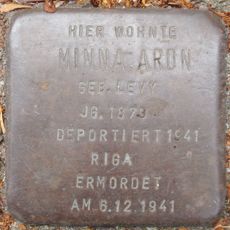 HIER WOHNTE
MINNA ARON
GEB. LEVY
JG. 1873
DEPORTIERT 1941
RIGA
ERMORDET
AM 6.12.1941